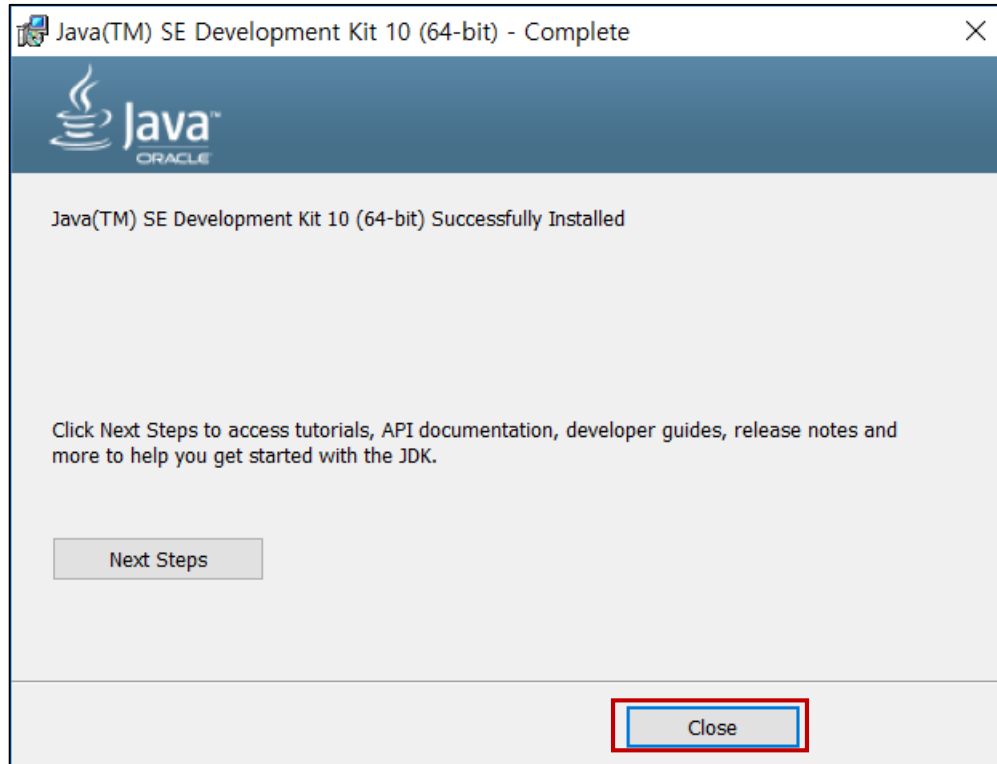 Java(TM) SE Development Kit 10 (64-bit) - Complete
Java™
ORACLE
Java(TM) SE Development Kit 10 (64-bit) Successfully Installed
Click Next Steps to access tutorials, API documentation, developer guides, release notes and
more to help you get started with the JDK.
Next Steps
Close